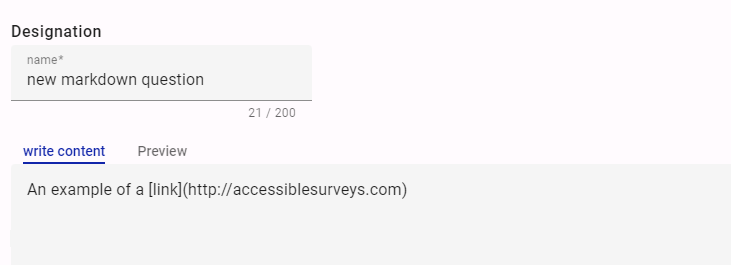 Designation
name*
new markdown question
21 / 200
write content Preview
An example of a [link](http://accessiblesurveys.com)